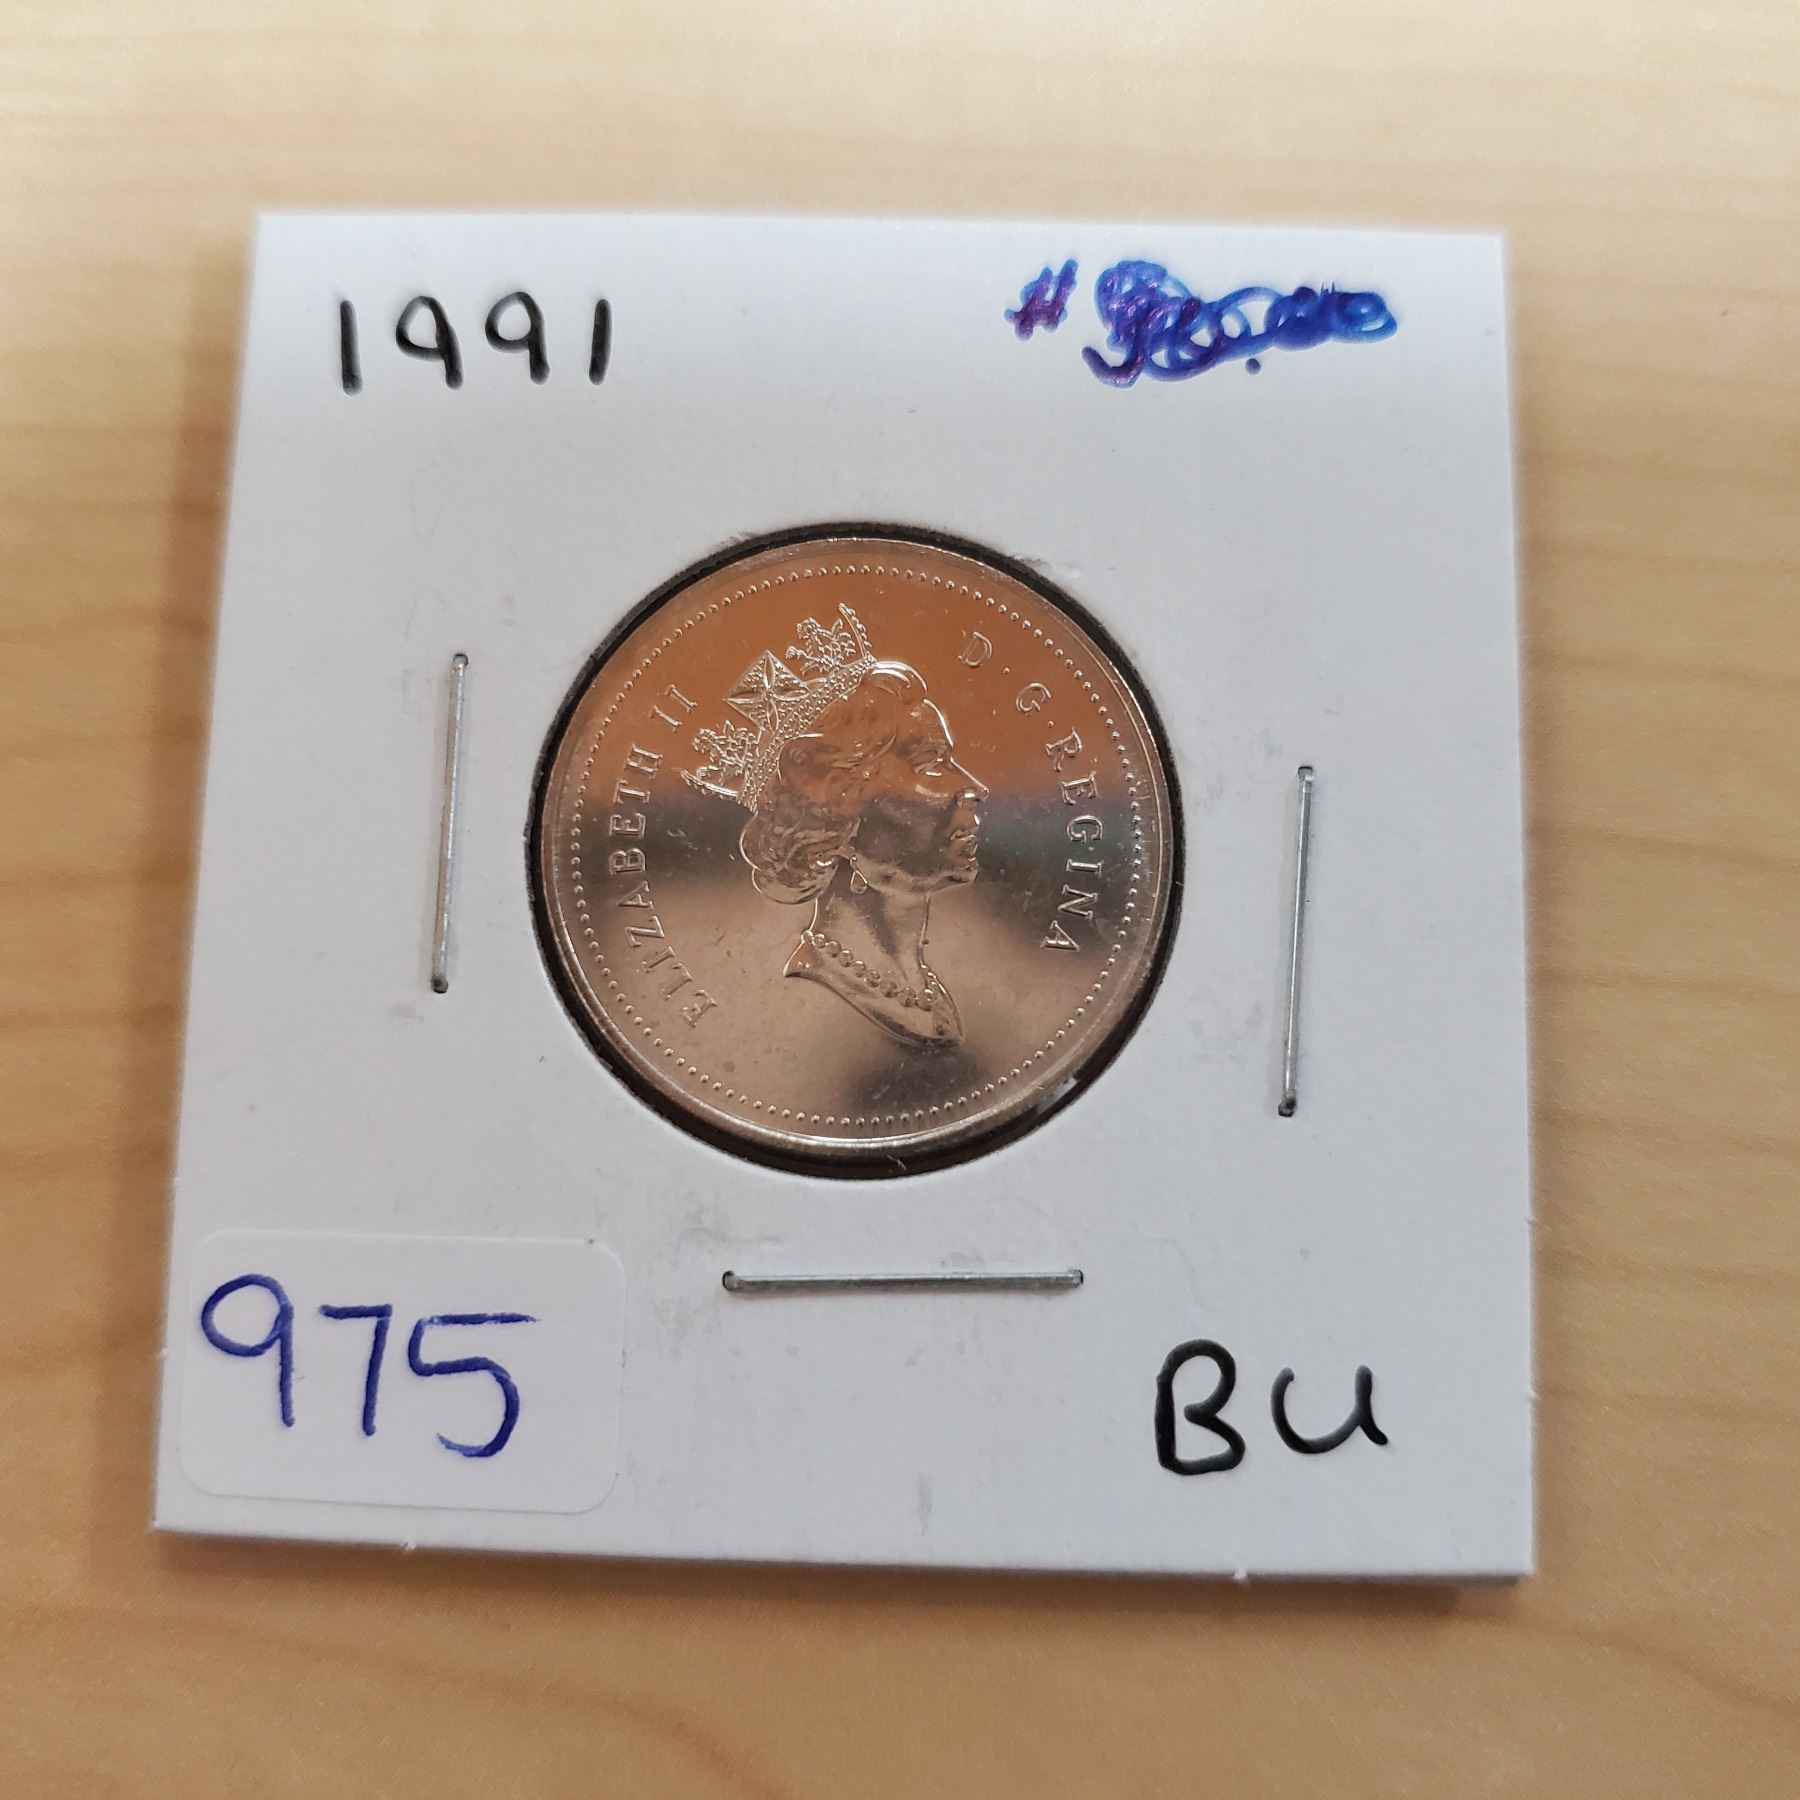 1991
#
ELIZABETH II D · G · REGINA
975
BU